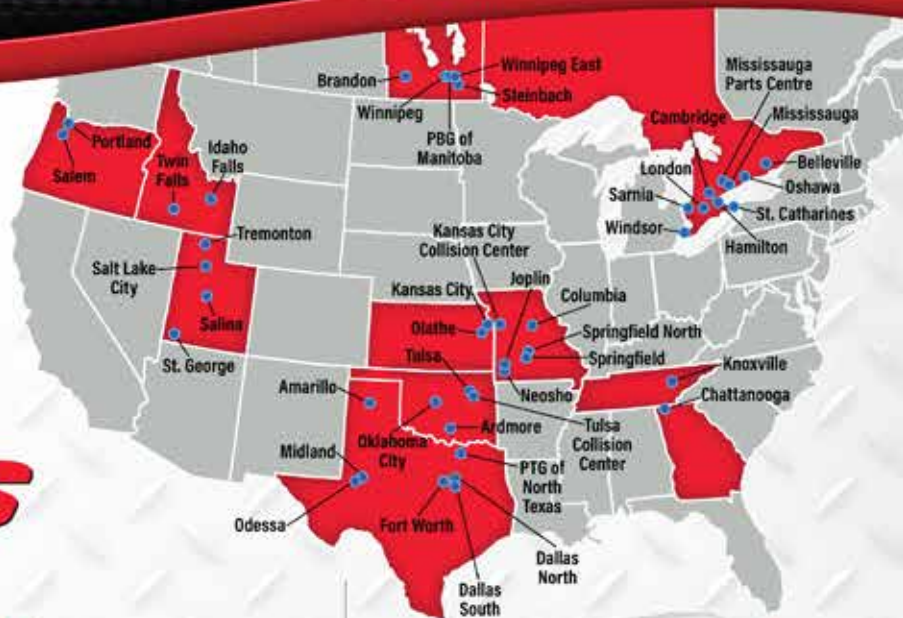 Brandon
Winnipeg
Winnipeg East
Steinbach
PBG of
Manitoba
Mississauga
Parts Centre
Cambridge
Mississauga
London
Belleville
Sarnia
Oshawa
St. Catharines
Windsor
Hamilton
Portland
Salem
Twin
Falls
Idaho
Falls
Tremonton
Salt Lake
City
Salina
St. George
Kansas City
Collision Center
Joplin
Kansas City
Columbia
Olathe
Springfield North
Springfield
Tulsa
Neosho
Knoxville
Chattanooga
Amarillo
Oklahoma
City
Ardmore
Tulsa
Collision
Center
Midland
PTG of
North
Texas
Odessa
Fort Worth
Dallas
North
Dallas
South
S